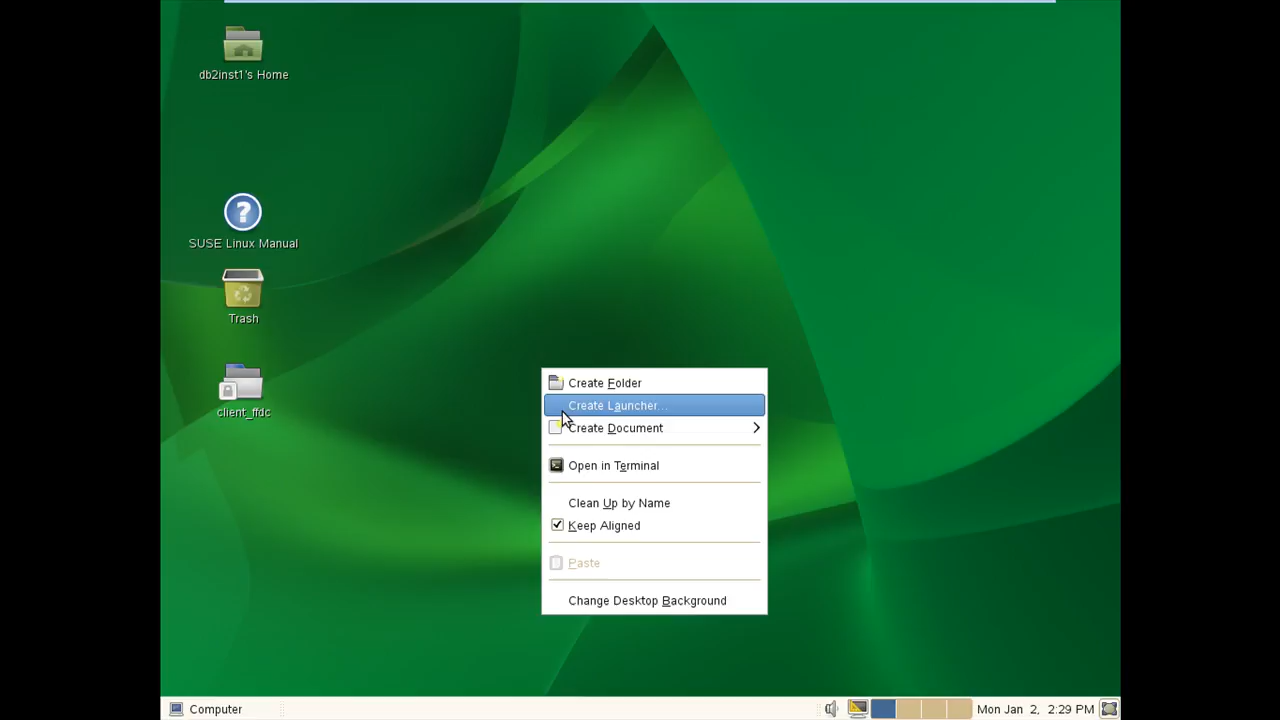 db2inst1's Home
SUSE Linux Manual
Trash
client_ffdc
Create Folder
Create Launcher...
Create Document
Open in Terminal
Clean Up by Name
Keep Aligned
Paste
Change Desktop Background
Computer
Mon Jan 2, 2:29 PM